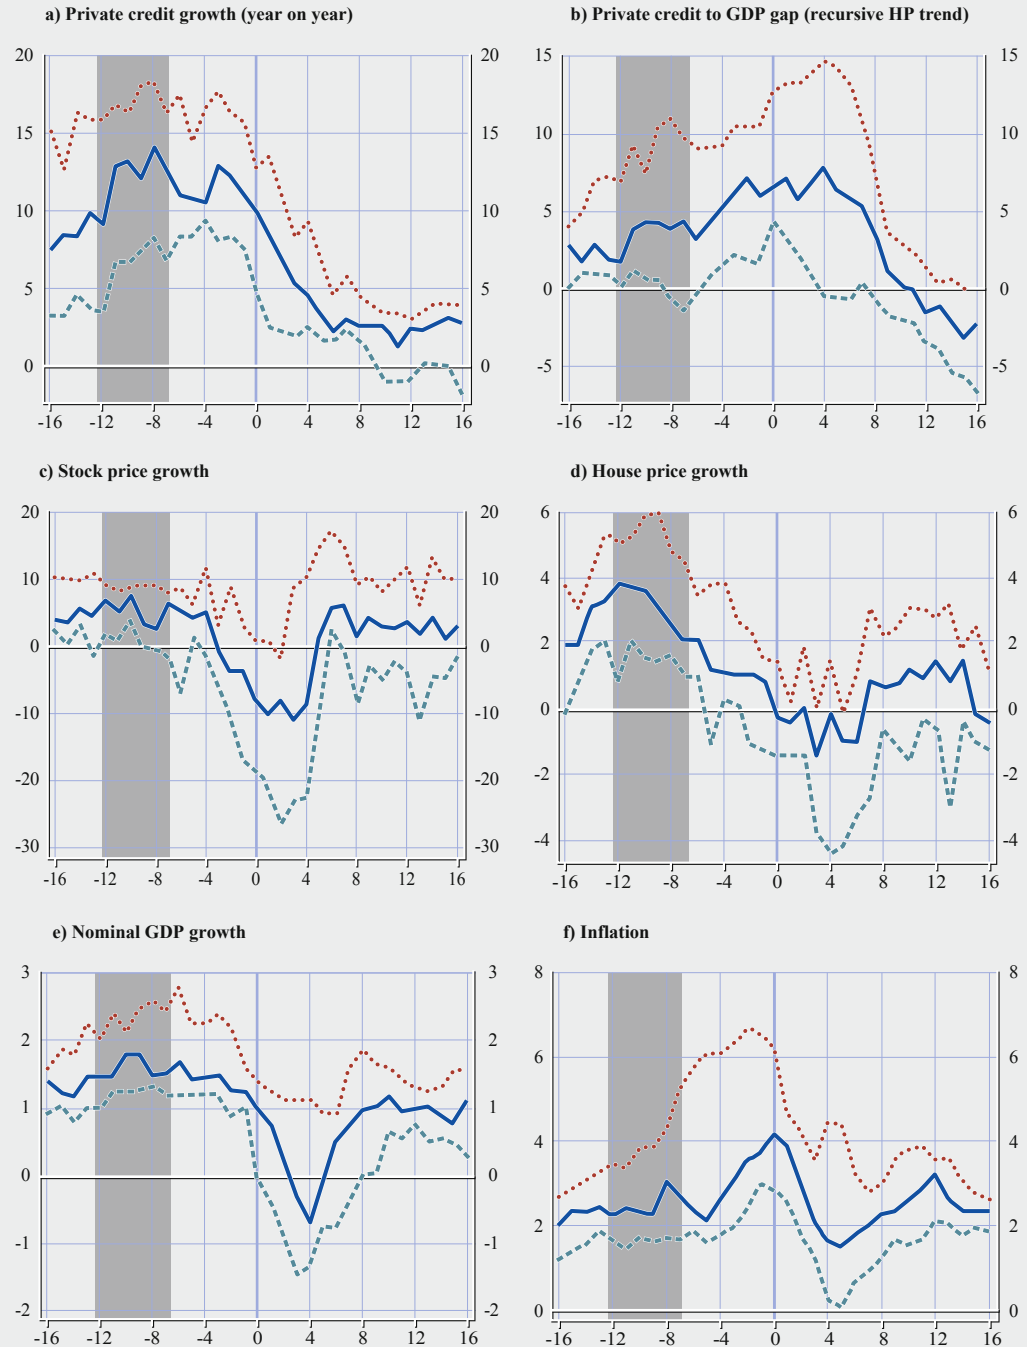 a) Private credit growth (year on year)
b) Private credit to GDP gap (recursive HP trend)
20 20 15 15
15 15 10 10
10 10 5 5
5 5 0 0
0 0 -5 -5
-16 -12 -8 -4 0 4 8 12 16
-16 -12 -8 -4 0 4 8 12 16
c) Stock price growth
d) House price growth
20 20 6 6
10 10 4 4
0 0 2 2
-10 -10 0 0
-20 -20 -2 -2
-30 -30 -4 -4
-16 -12 -8 -4 0 4 8 12 16
-16 -12 -8 -4 0 4 8 12 16
e) Nominal GDP growth
f) Inflation
3 3 8 8
2 2 6 6
1 1 4 4
0 0 2 2
-1 -1 0 0
-2 -2
-16 -12 -8 -4 0 4 8 12 16
-16 -12 -8 -4 0 4 8 12 16